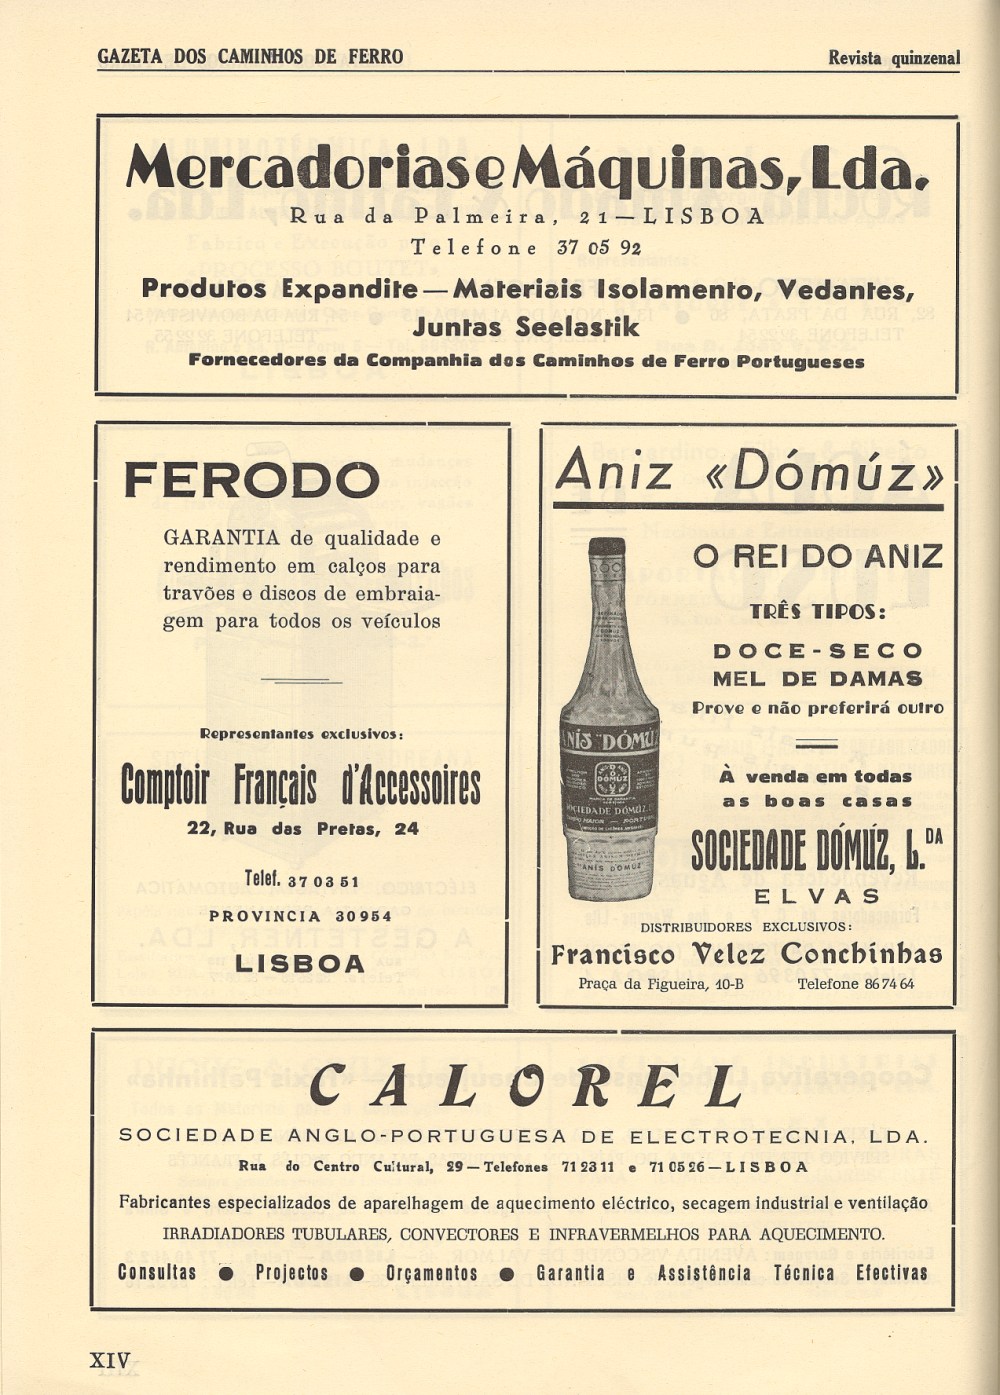 GAZETA DOS CAMINHOS DE FERRO
Revista quinzenal
Mercadorias e Máquinas, Lda.
Rua da Palmeira, 21—LISBOA
Telefone 37 05 92
Produtos Expandite—Materiais Isolamento, Vedantes,
Juntas Seelastik
Fornecedores da Companhia dos Caminhos de Ferro Portugueses
FERODO
GARANTIA de qualidade e
rendimento em calços para
travões e discos de embraia-
gem para todos os veículos
Representantes exclusivos:
Comptoir Français d'Accessoires
22, Rua das Pretas, 24
Telef. 37 03 51
PROVINCIA 30954
LISBOA
Aniz «Dómúz»
O REI DO ANIZ
TRÊS TIPOS:
DOCE-SECO
MEL DE DAMAS
Prove e não preferirá outro
À venda em todas
as boas casas
SOCIEDADE DÓMÚZ, L.DA
ELVAS
ANÍS "DÓMÚZ
DÓMÚZ
SOCIEDADE DÓMÚZ
ANÍS DÓMÚZ
DISTRIBUIDORES EXCLUSIVOS:
Francisco Velez Conchinhas
Praça da Figueira, 10-B Telefone 86 74 64
CALOREL
SOCIEDADE ANGLO-PORTUGUESA DE ELECTROTECNIA, LDA.
Rua do Centro Cultural, 29—Telefones 71 23 11 e 71 05 26—LISBOA
Fabricantes especializados de aparelhagem de aquecimento eléctrico, secagem industrial e ventilação
IRRADIADORES TUBULARES, CONVECTORES E INFRAVERMELHOS PARA AQUECIMENTO.
Consultas ● Projectos ● Orçamentos ● Garantia e Assistência Técnica Efectivas
XIV